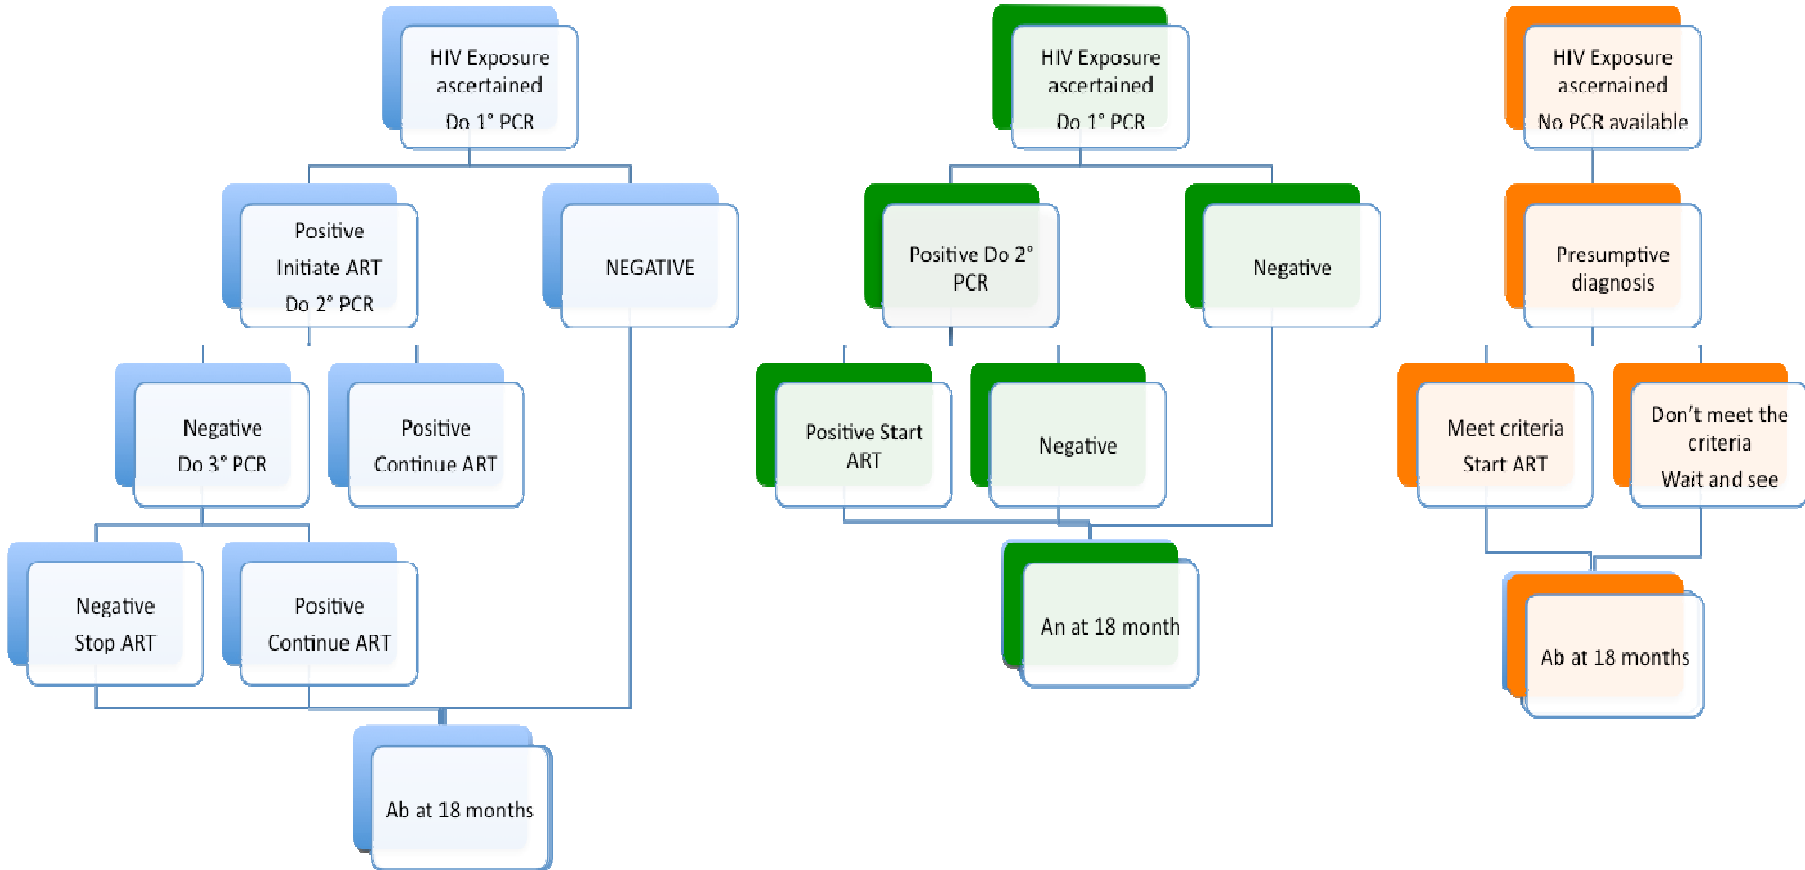 HIV Exposure
ascertained
Do 1° PCR
Positive
Initiate ART
Do 2° PCR
NEGATIVE
Negative
Do 3° PCR
Positive
Continue ART
Negative
Stop ART
Positive
Continue ART
Ab at 18 months
HIV Exposure
ascertained
Do 1° PCR
Positive Do 2°
PCR
Negative
Positive Start
ART
Negative
An at 18 month
HIV Exposure
ascernained
No PCR available
Presumptive
diagnosis
Meet criteria
Start ART
Don't meet the
criteria
Wait and see
Ab at 18 months